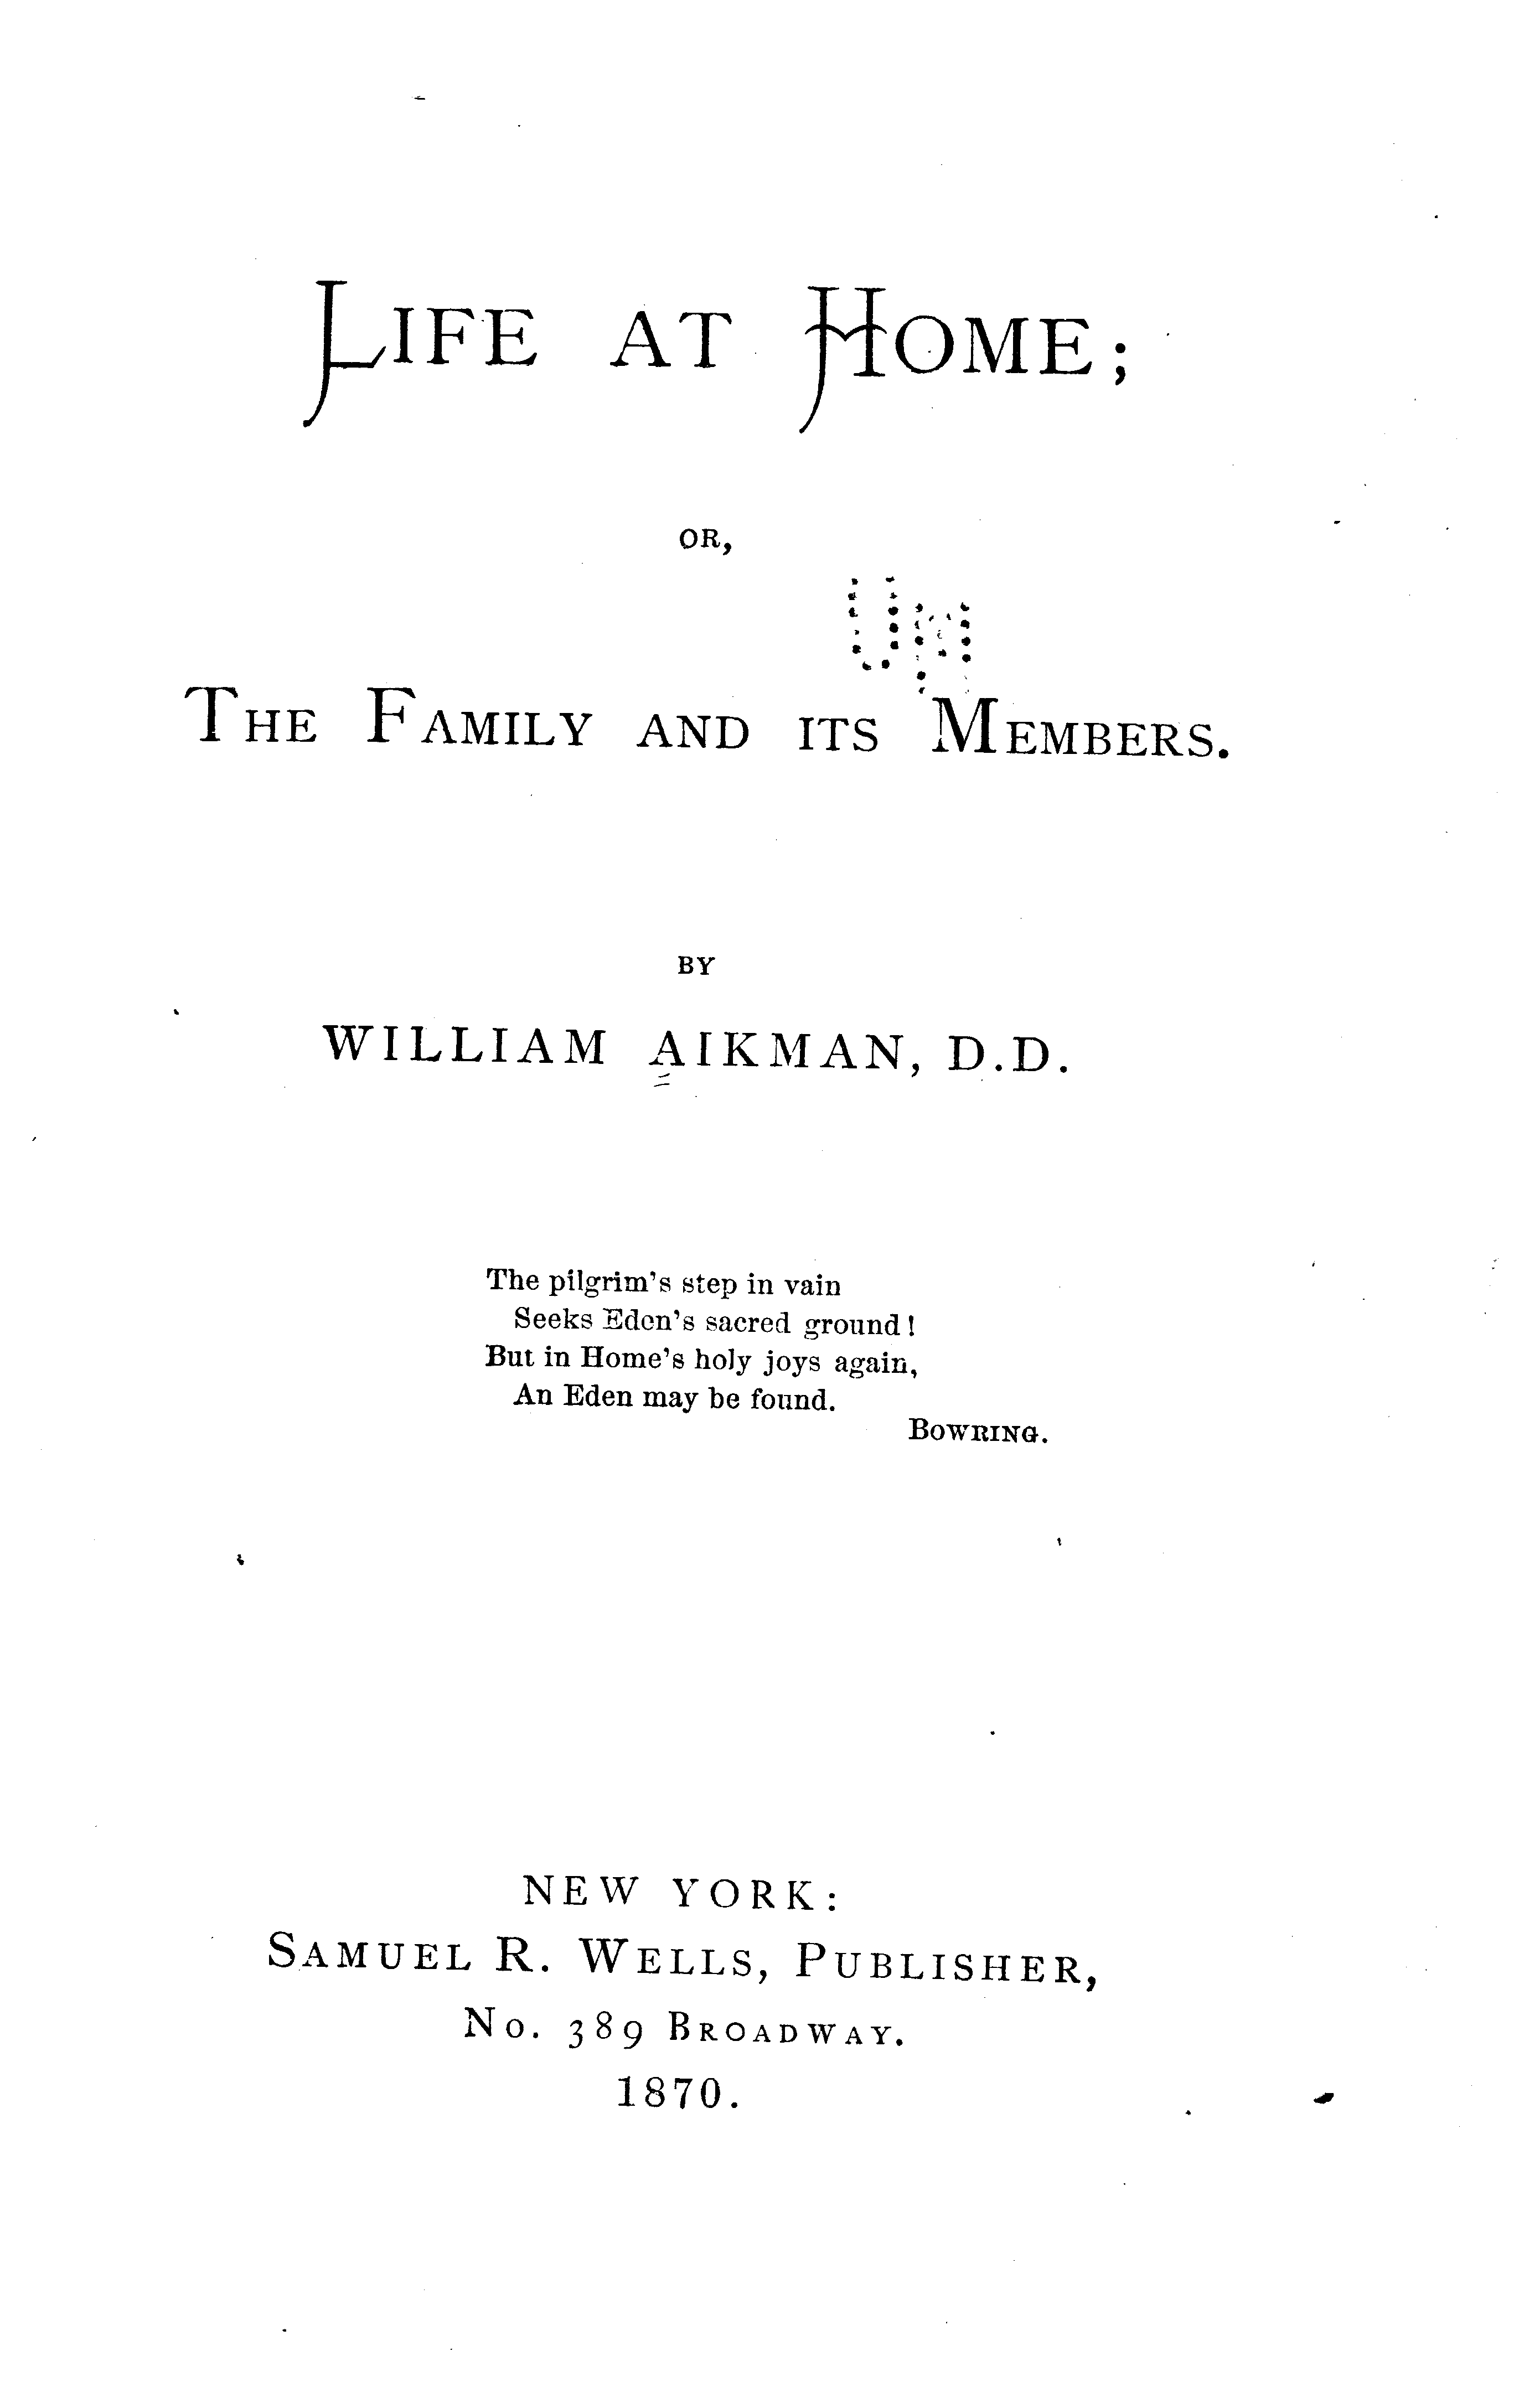 LIFE AT HOME;
OR,
THE FAMILY AND ITS MEMBERS.
BY
WILLIAM AIKMAN, D.D.
The pilgrim's step in vain
Seeks Eden's sacred ground!
But in Home's holy joys again,
An Eden may be found.
BOWRING.
NEW YORK:
SAMUEL R. WELLS, PUBLISHER,
No. 389 BROADWAY.
1870.